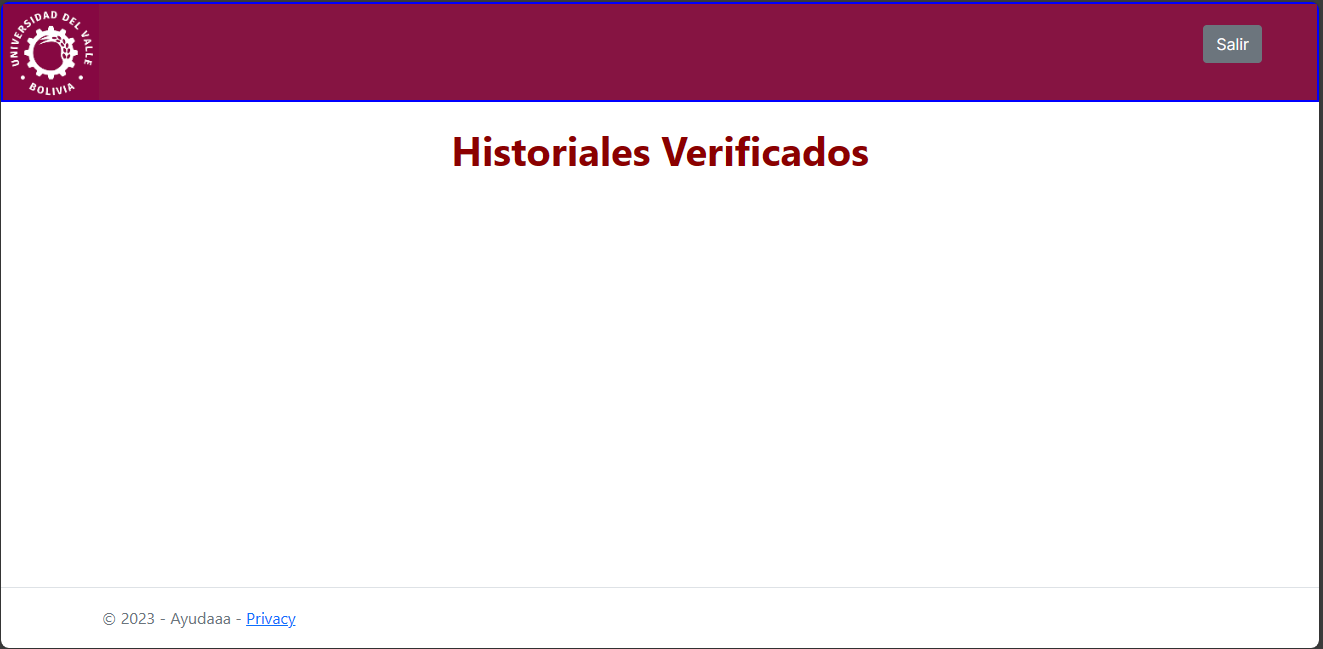 UNIVERSIDAD DEL VALLE
BOLIVIA
Salir
Historiales Verificados
© 2023 - Ayudaaa - Privacy